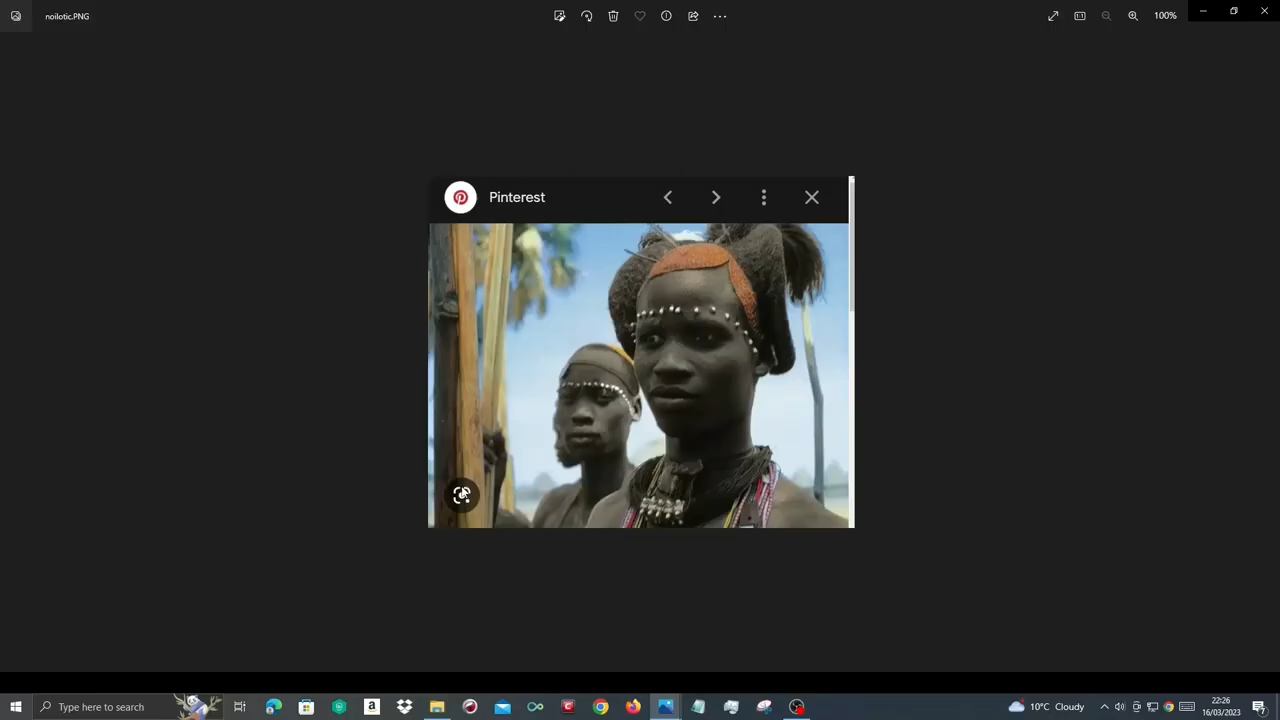 noilotic.PNG
100%
Pinterest
Type here to search
10°C Cloudy
22:26
16/03/2023